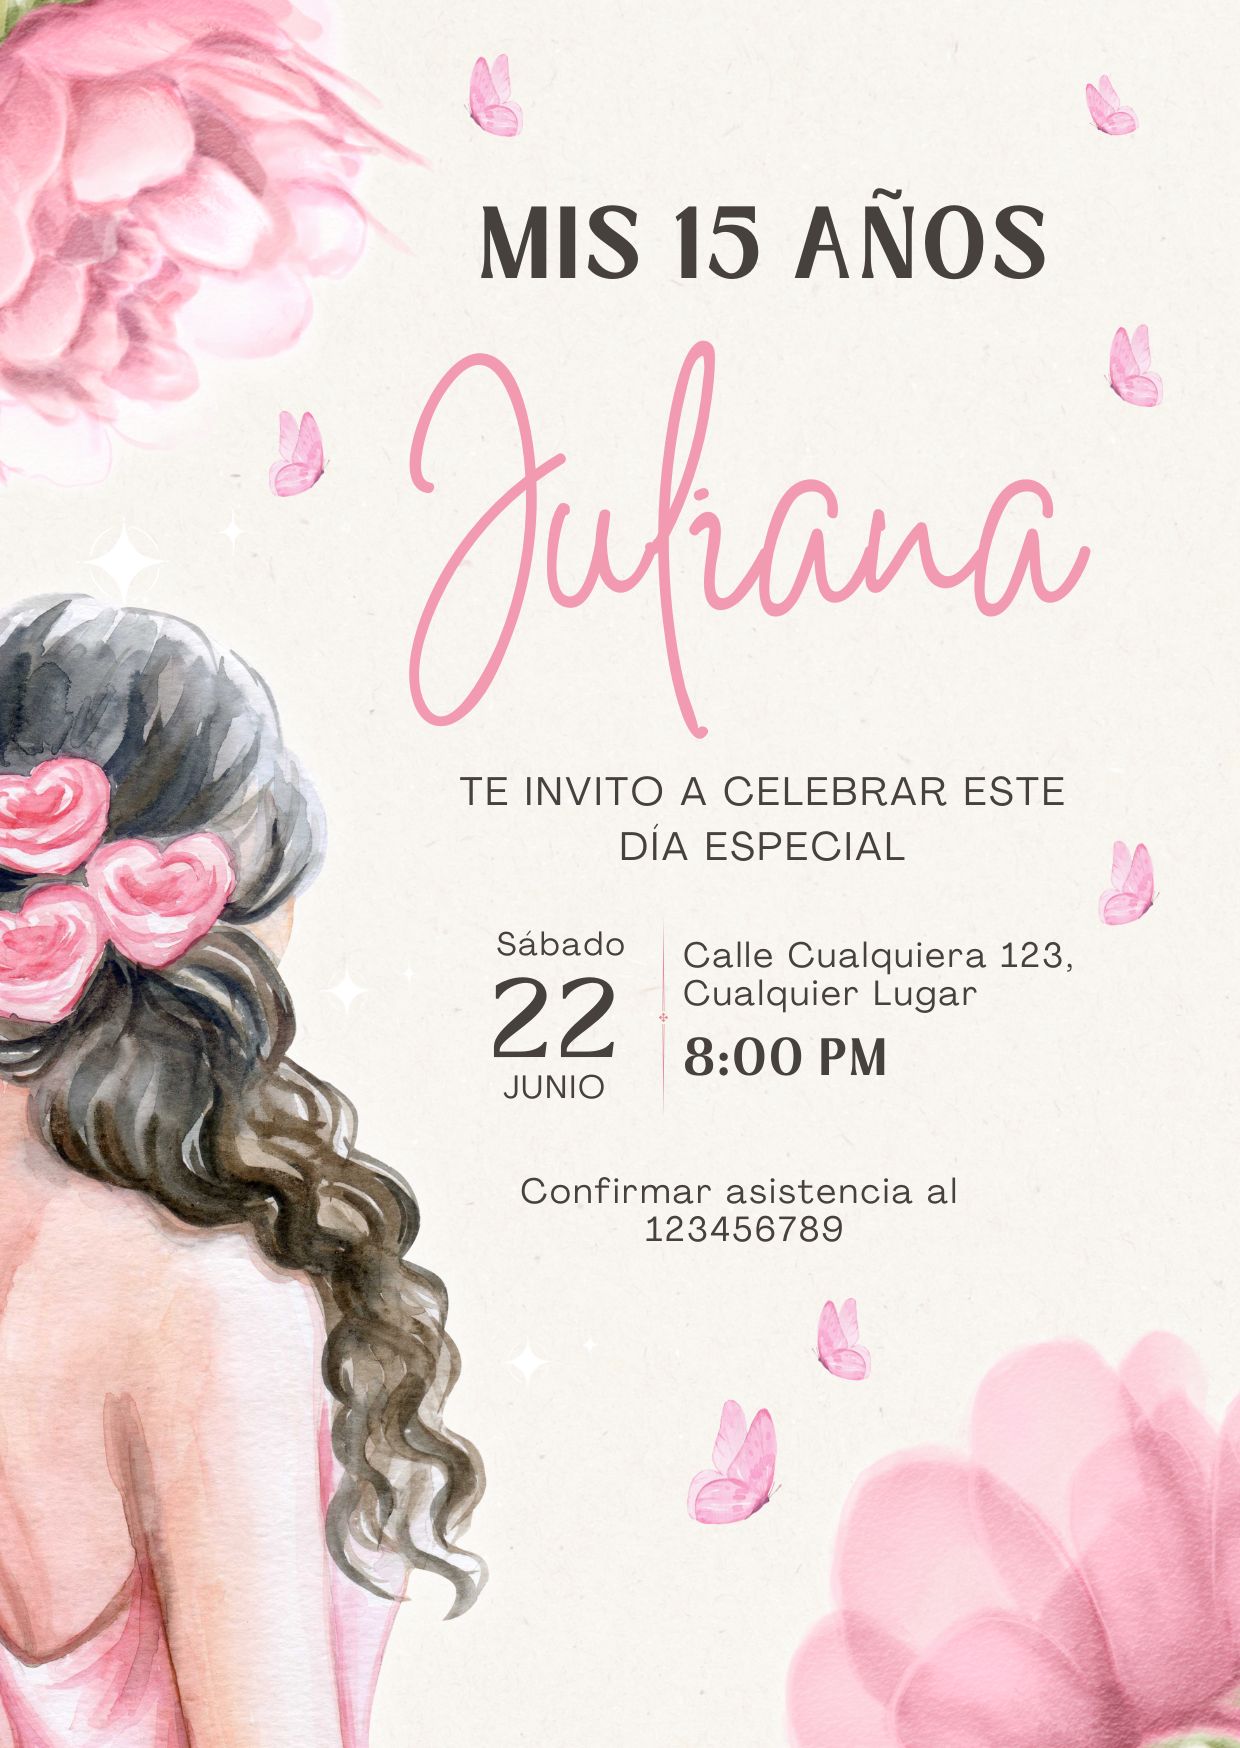 MIS 15 AÑOS
Juliana
TE INVITO A CELEBRAR ESTE
DÍA ESPECIAL
Sábado
22
JUNIO
Calle Cualquiera 123,
Cualquier Lugar
8:00 PM
Confirmar asistencia al
123456789